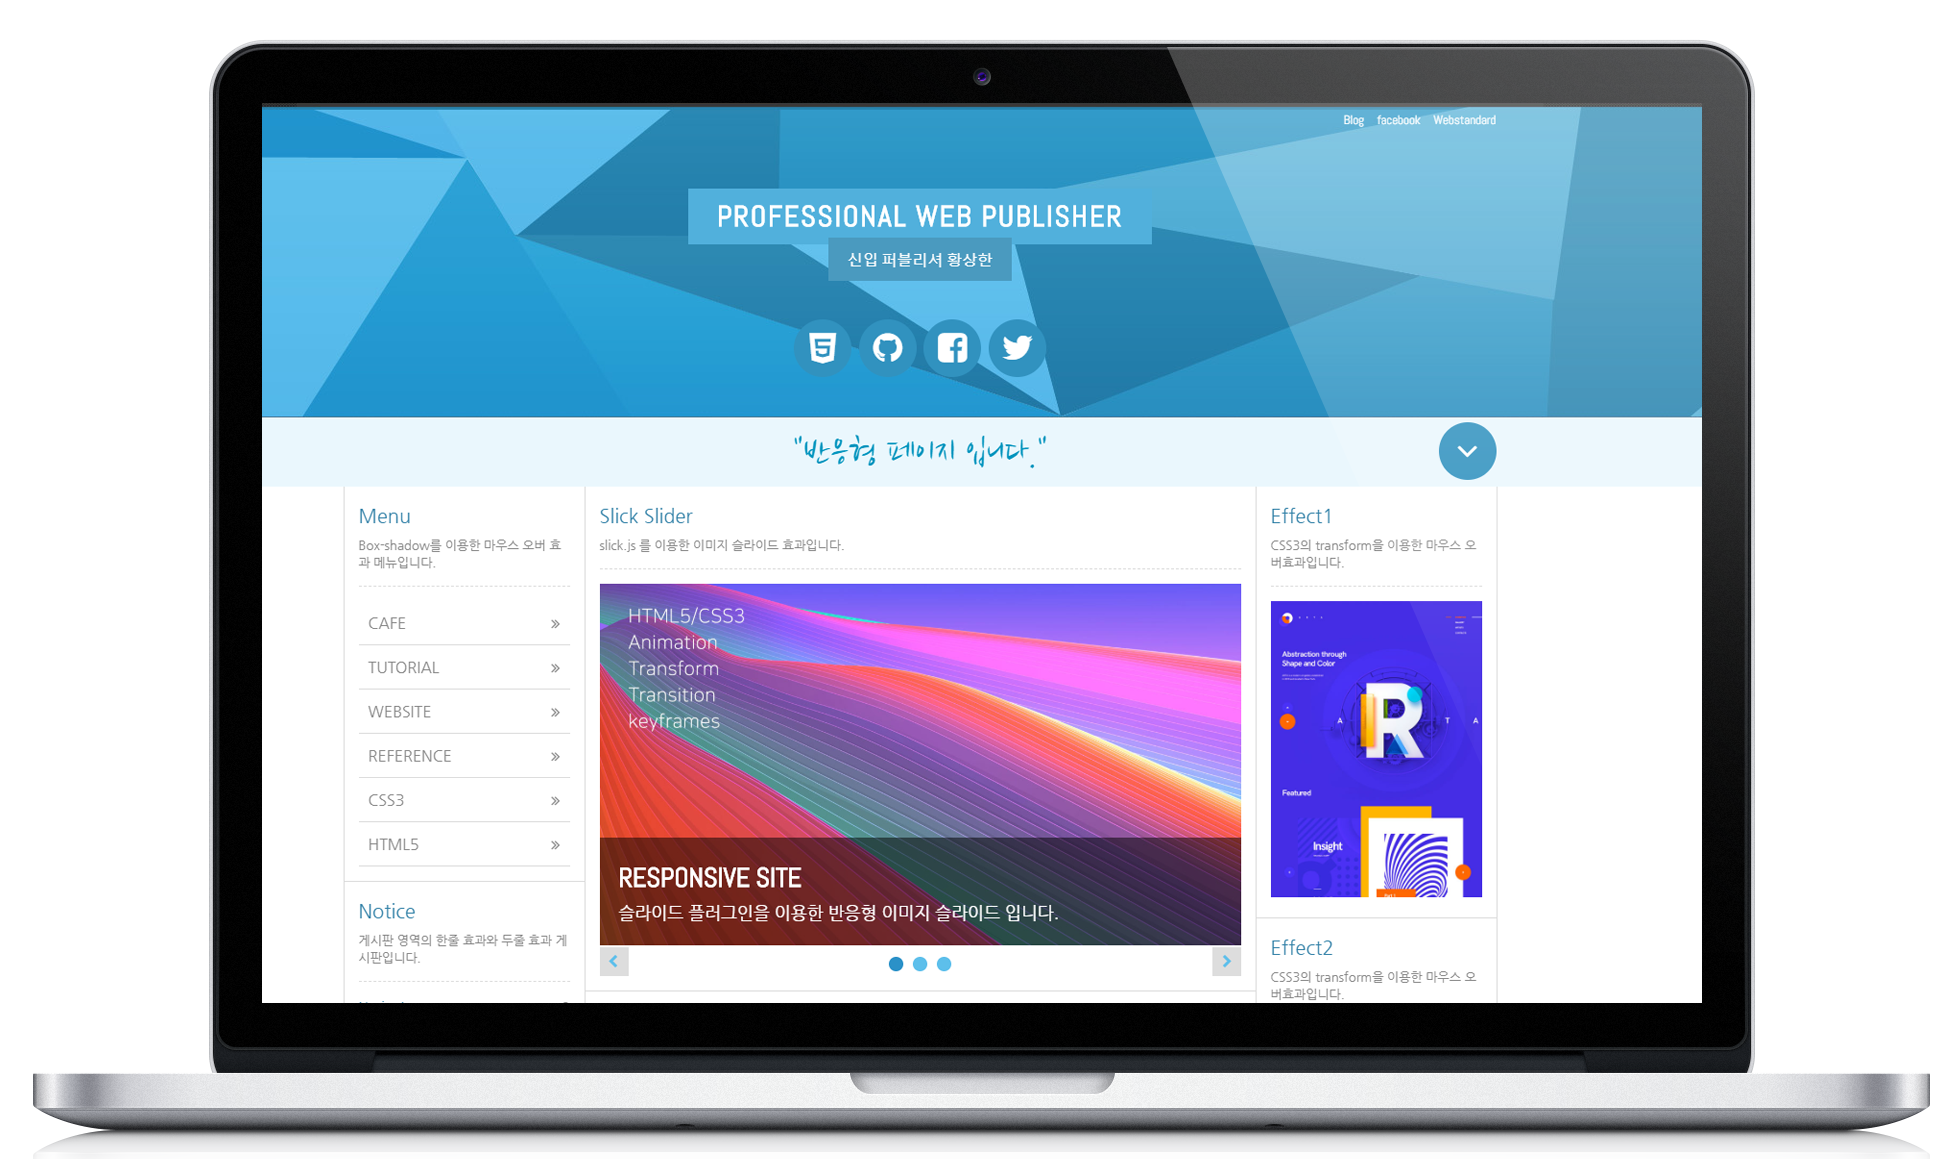 Blog facebook Webstandard
PROFESSIONAL WEB PUBLISHER
신입 퍼블리셔 황상한
"반응형 페이지 입니다."
Menu
Box-shadow를 이용한 마우스 오버 효
과 메뉴입니다.
CAFE
TUTORIAL
WEBSITE
REFERENCE
CSS3
HTML5
Notice
게시판 영역의 한줄 효과와 두줄 효과 게
시판입니다.
Slick Slider
slick.js 를 이용한 이미지 슬라이드 효과입니다.
HTML5/CSS3
Animation
Transform
Transition
keyframes
RESPONSIVE SITE
슬라이드 플러그인을 이용한 반응형 이미지 슬라이드 입니다.
Effect1
CSS3의 transform을 이용한 마우스 오
버효과입니다.
Abstraction through
Shape and Color
A R T A
Featured
Insight
Effect2
CSS3의 transform을 이용한 마우스 오
버효과입니다.